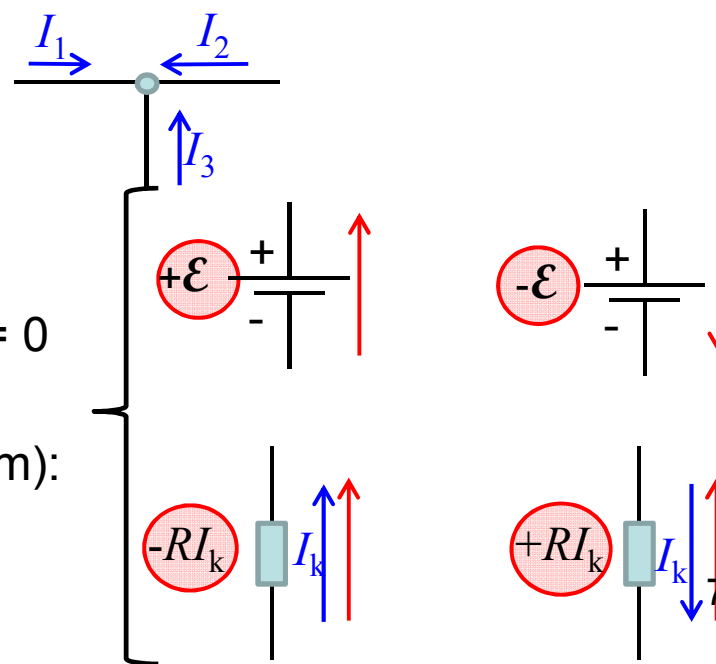 I₁ I₂
I₃
+ℰ + -
-ℰ + -
= 0
m):
-RIₖ Iₖ
+RIₖ Iₖ